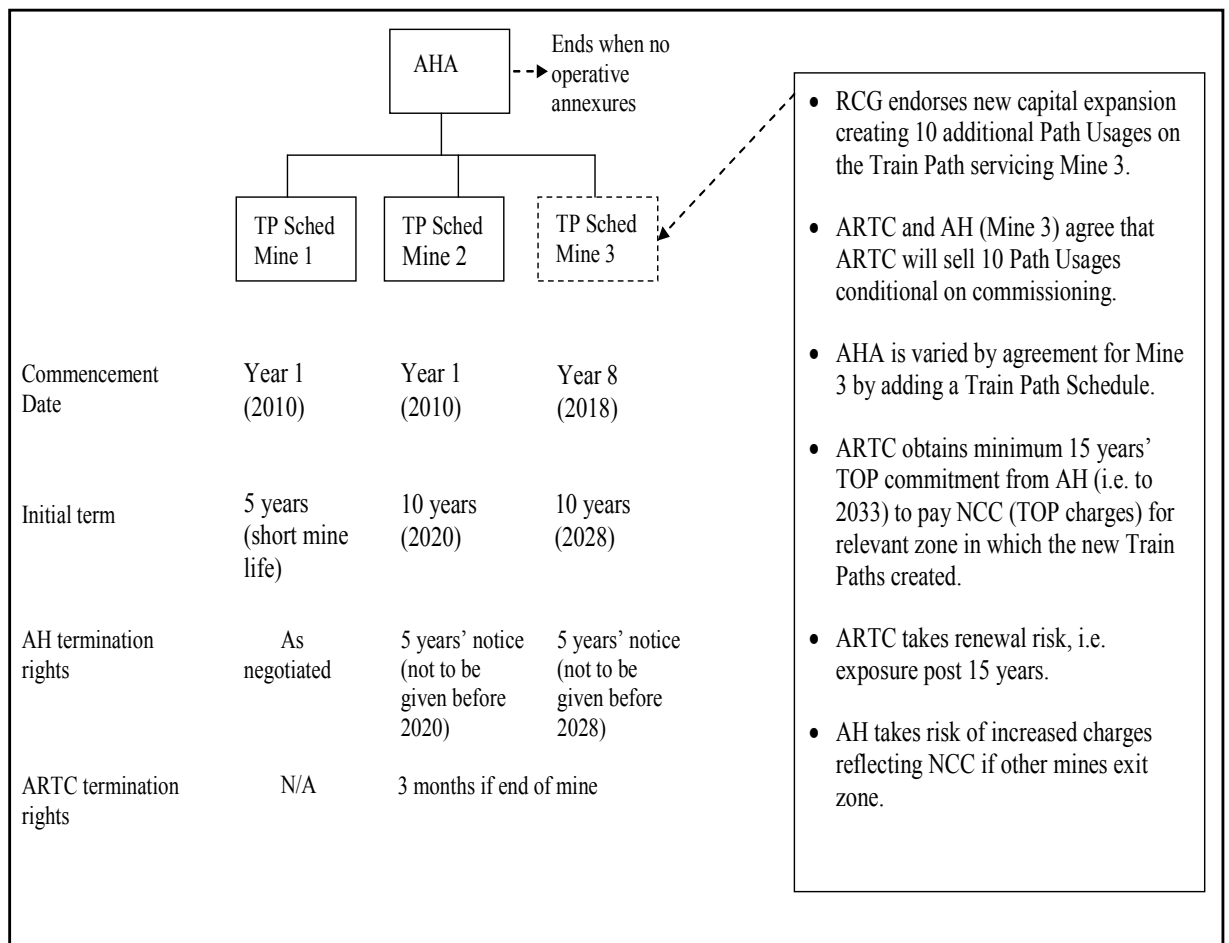 AHA
Ends when no
operative
annexures
TP Sched
Mine 1
TP Sched
Mine 2
TP Sched
Mine 3
Commencement
Date
Year 1
(2010)
Year 1
(2010)
Year 8
(2018)
Initial term
5 years
(short mine
life)
10 years
(2020)
10 years
(2028)
AH termination
rights
As
negotiated
5 years' notice
(not to be
given before
2020)
5 years' notice
(not to be
given before
2028)
ARTC termination
rights
N/A
3 months if end of mine
• RCG endorses new capital expansion
creating 10 additional Path Usages on
the Train Path servicing Mine 3.
• ARTC and AH (Mine 3) agree that
ARTC will sell 10 Path Usages
conditional on commissioning.
• AHA is varied by agreement for Mine
3 by adding a Train Path Schedule.
• ARTC obtains minimum 15 years'
TOP commitment from AH (i.e. to
2033) to pay NCC (TOP charges) for
relevant zone in which the new Train
Paths created.
• ARTC takes renewal risk, i.e.
exposure post 15 years.
• AH takes risk of increased charges
reflecting NCC if other mines exit
zone.